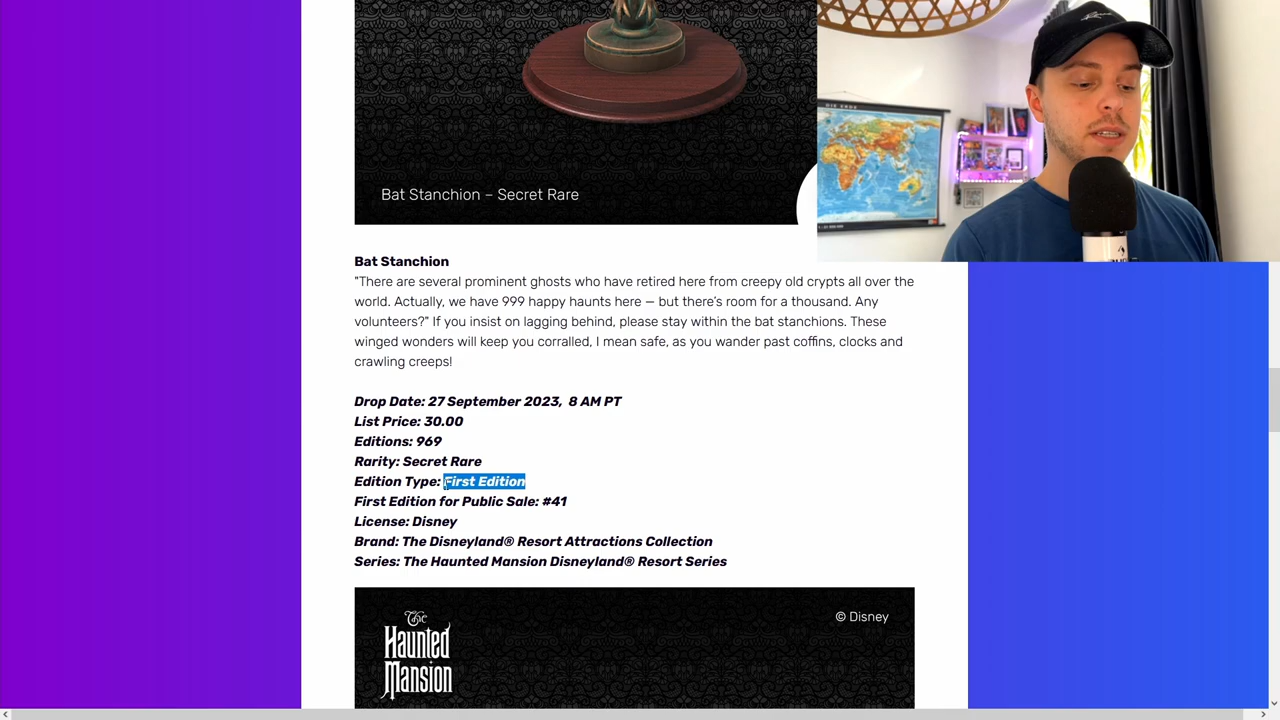 Bat Stanchion – Secret Rare
Bat Stanchion
"There are several prominent ghosts who have retired here from creepy old crypts all over the
world. Actually, we have 999 happy haunts here — but there's room for a thousand. Any
volunteers?" If you insist on lagging behind, please stay within the bat stanchions. These
winged wonders will keep you corralled, I mean safe, as you wander past coffins, clocks and
crawling creeps!
Drop Date: 27 September 2023,  8 AM PT
List Price: 30.00
Editions: 969
Rarity: Secret Rare
Edition Type: First Edition
First Edition for Public Sale: #41
License: Disney
Brand: The Disneyland® Resort Attractions Collection
Series: The Haunted Mansion Disneyland® Resort Series
The
Haunted
Mansion
© Disney